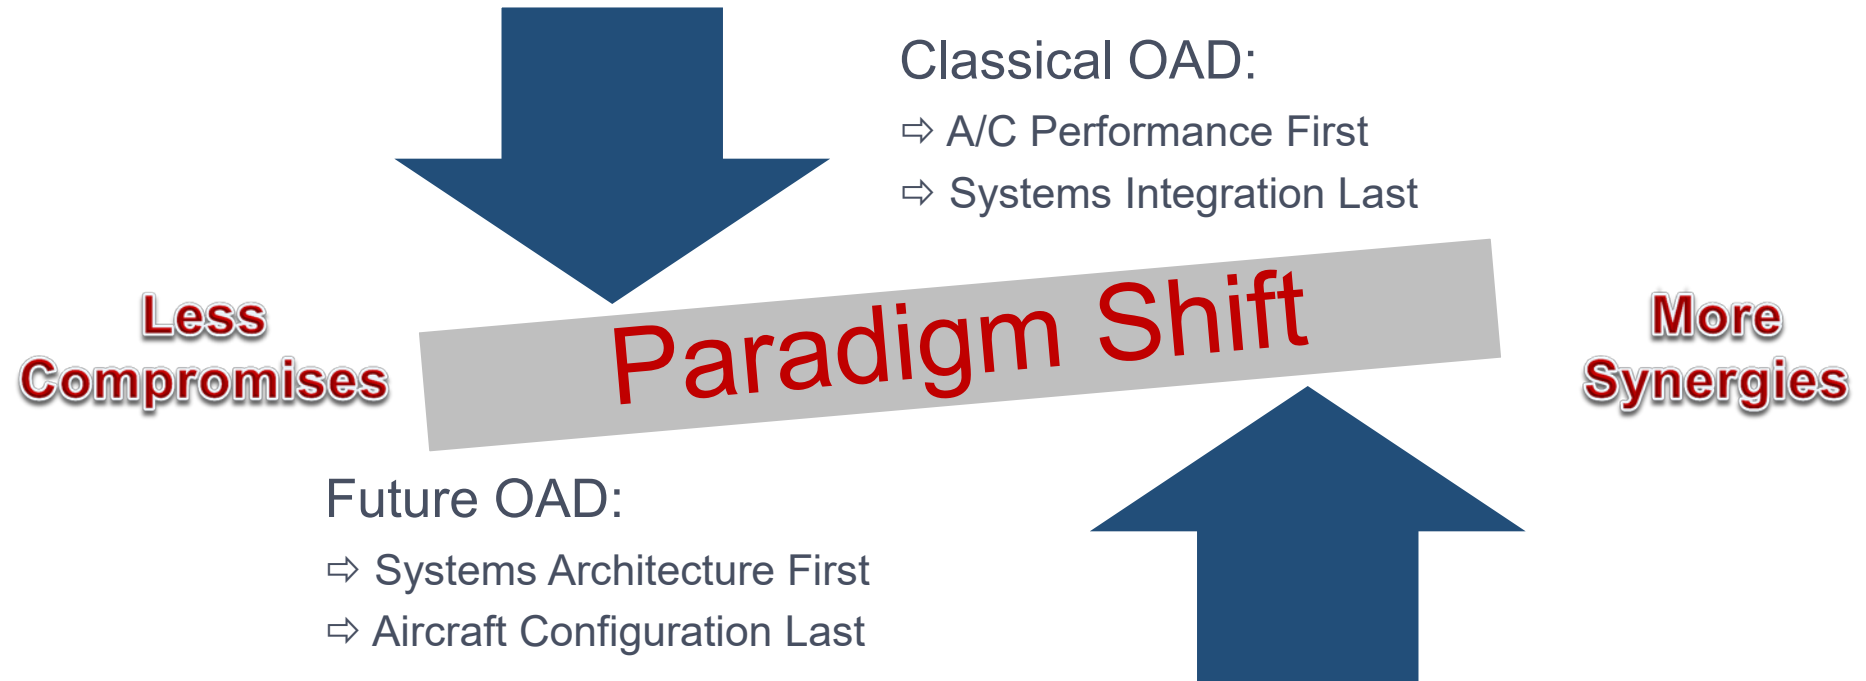 Classical OAD:
⇨ A/C Performance First
⇨ Systems Integration Last
Less
Compromises
Paradigm Shift
More
Synergies
Future OAD:
⇨ Systems Architecture First
⇨ Aircraft Configuration Last